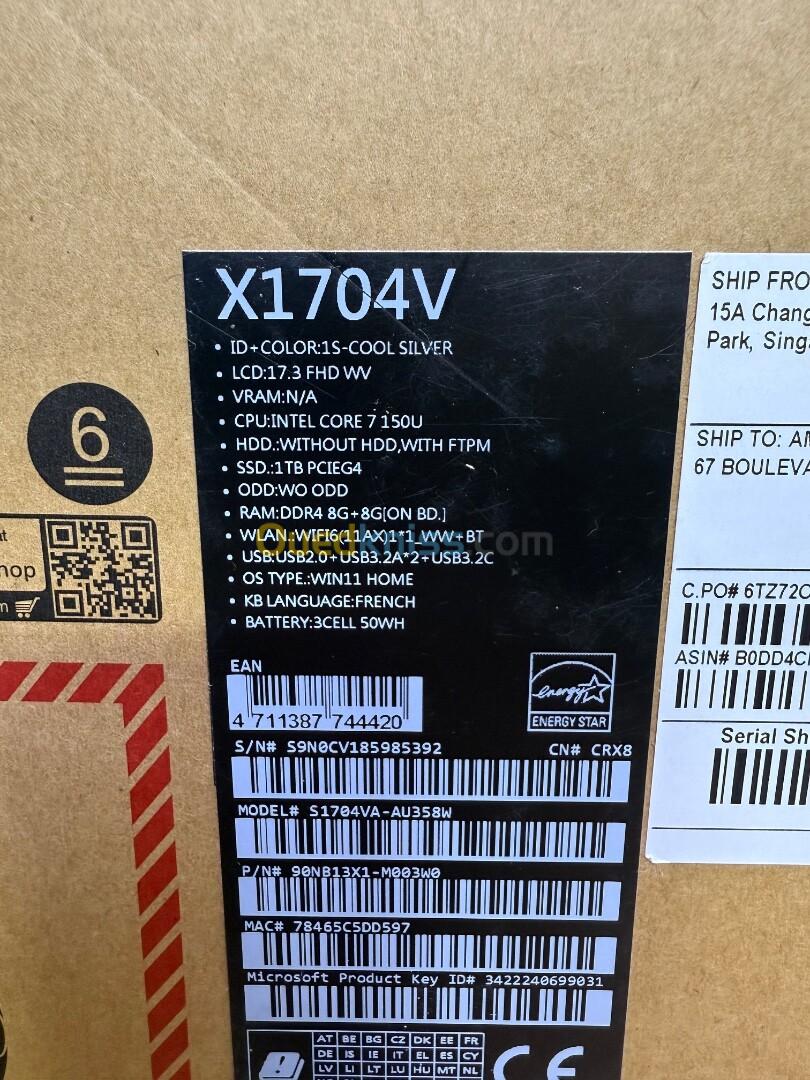 X1704V
• ID+COLOR:1S-COOL SILVER
• LCD:17.3 FHD WV
• VRAM:N/A
• CPU:INTEL CORE 7 150U
• HDD.:WITHOUT HDD,WITH FTPM
• SSD.:1TB PCIEG4
• ODD:WO ODD
• RAM:DDR4 8G+8G[ON BD.]
• WLAN.:WIFI6(11AX)1*1_WW+BT
• USB:USB2.0+USB3.2A*2+USB3.2C
• OS TYPE.:WIN11 HOME
• KB LANGUAGE:FRENCH
• BATTERY:3CELL 50WH
Ouedkniss.com
EAN
4 711387 744420
energy
ENERGY STAR
S/N# S9N0CV185985392 CN# CRX8
MODEL# S1704VA-AU358W
P/N# 90NB13X1-M003W0
MAC# 78465C5DD597
Microsoft Product Key ID# 3422240699031
AT BE BG CZ DK EE FR
DE IS IE IT EL ES CY
LV LI LT LU HU MT NL
CE
6
SHIP FRO
15A Chang
Park, Sing
SHIP TO: AM
67 BOULEVA
C.PO# 6TZ72
ASIN# B0DD4C
Serial Sh
hop